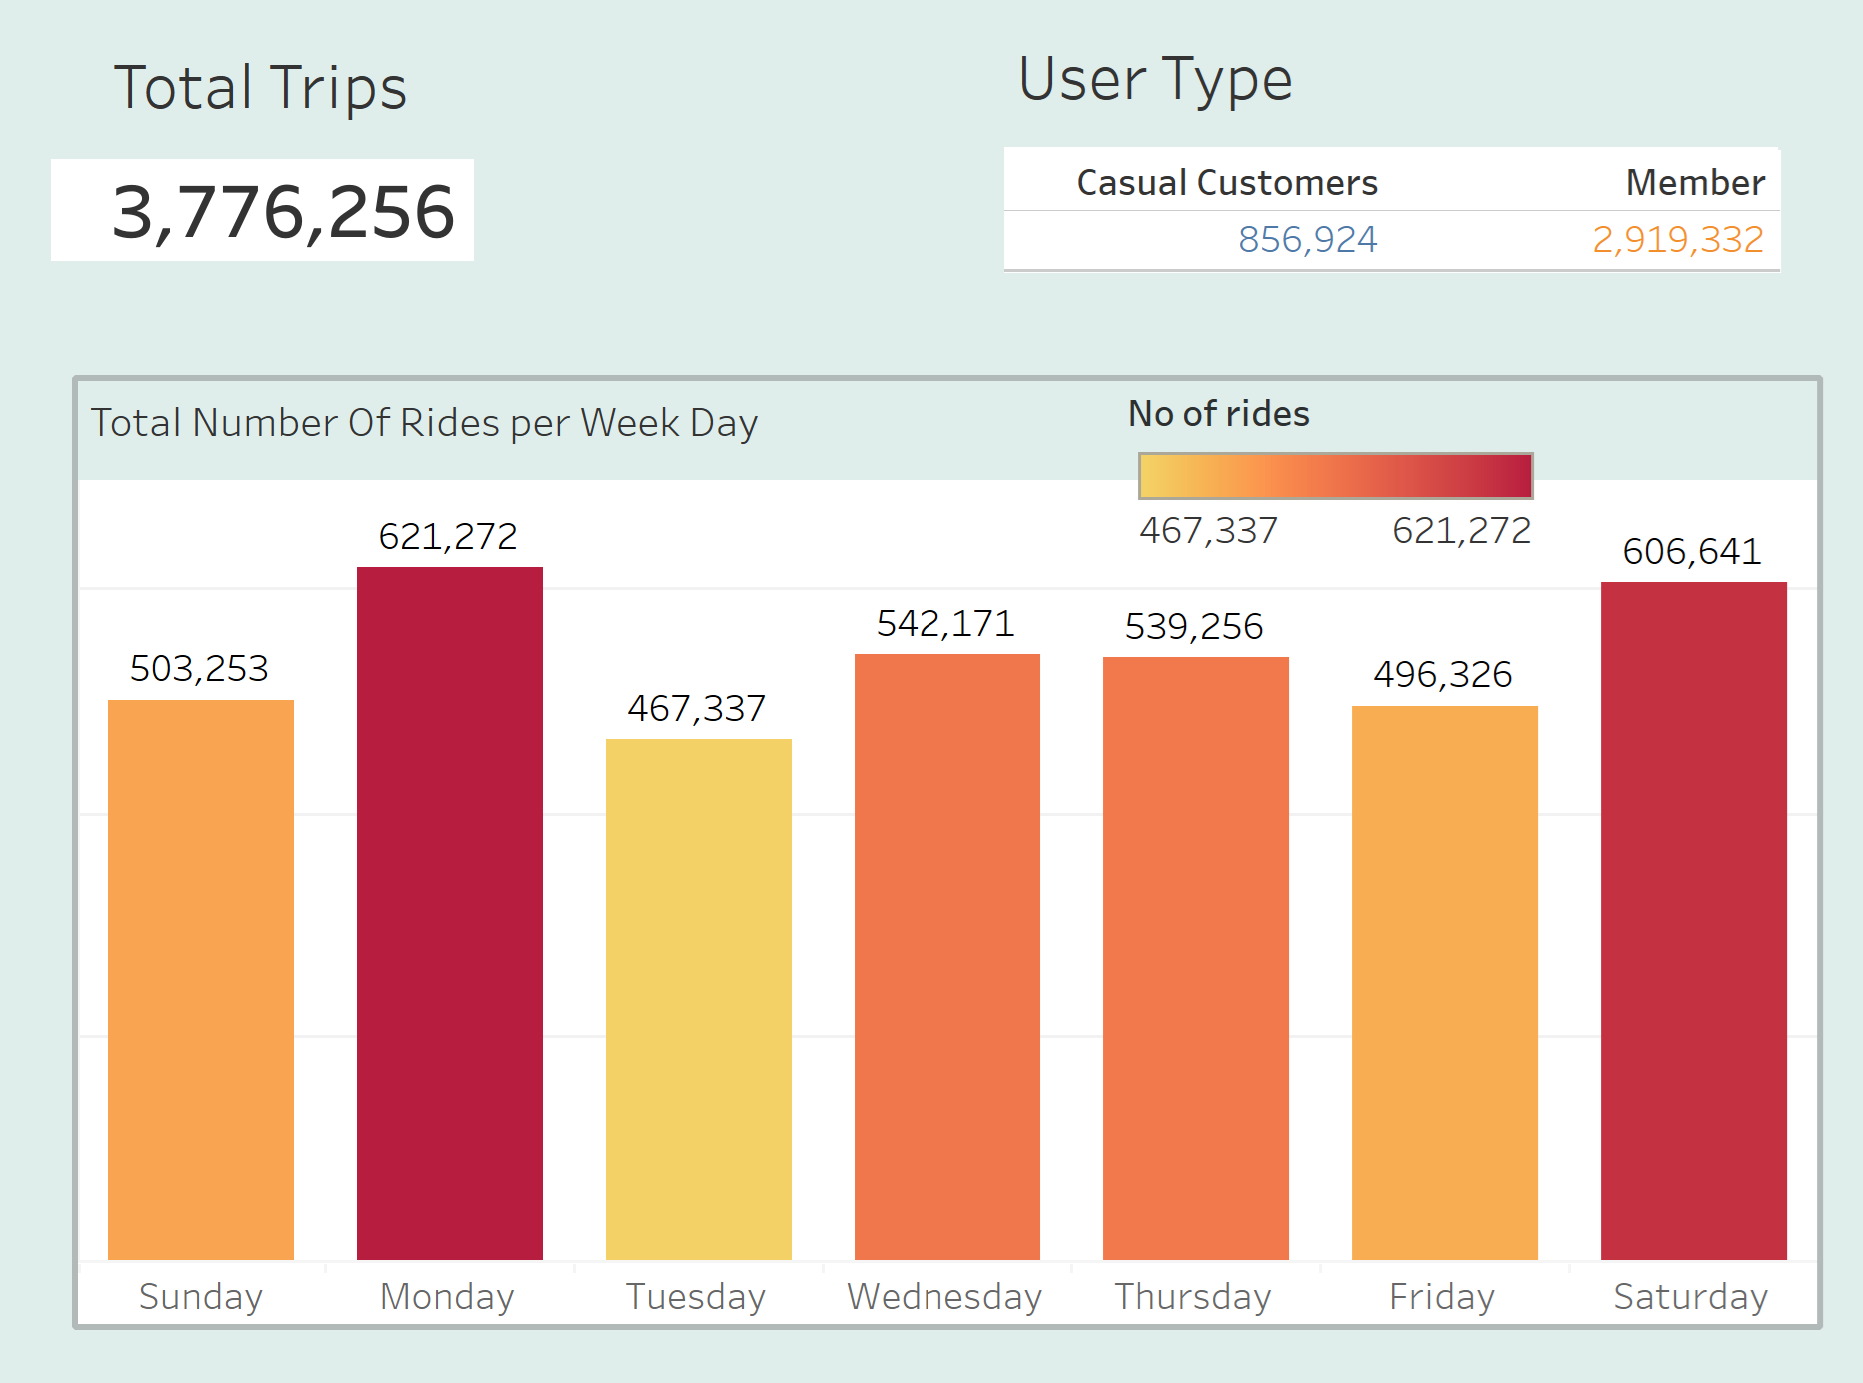 Total Trips
3,776,256
User Type
Casual Customers Member
856,924 2,919,332
Total Number Of Rides per Week Day
No of rides
467,337 621,272
503,253
621,272
467,337
542,171
539,256
496,326
606,641
Sunday Monday Tuesday Wednesday Thursday Friday Saturday